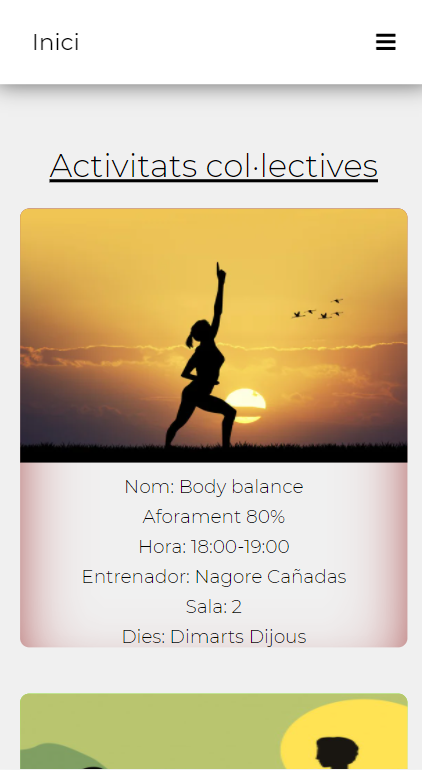 Inici
Activitats col·lectives
Nom: Body balance
Aforament 80%
Hora: 18:00-19:00
Entrenador: Nagore Cañadas
Sala: 2
Dies: Dimarts Dijous